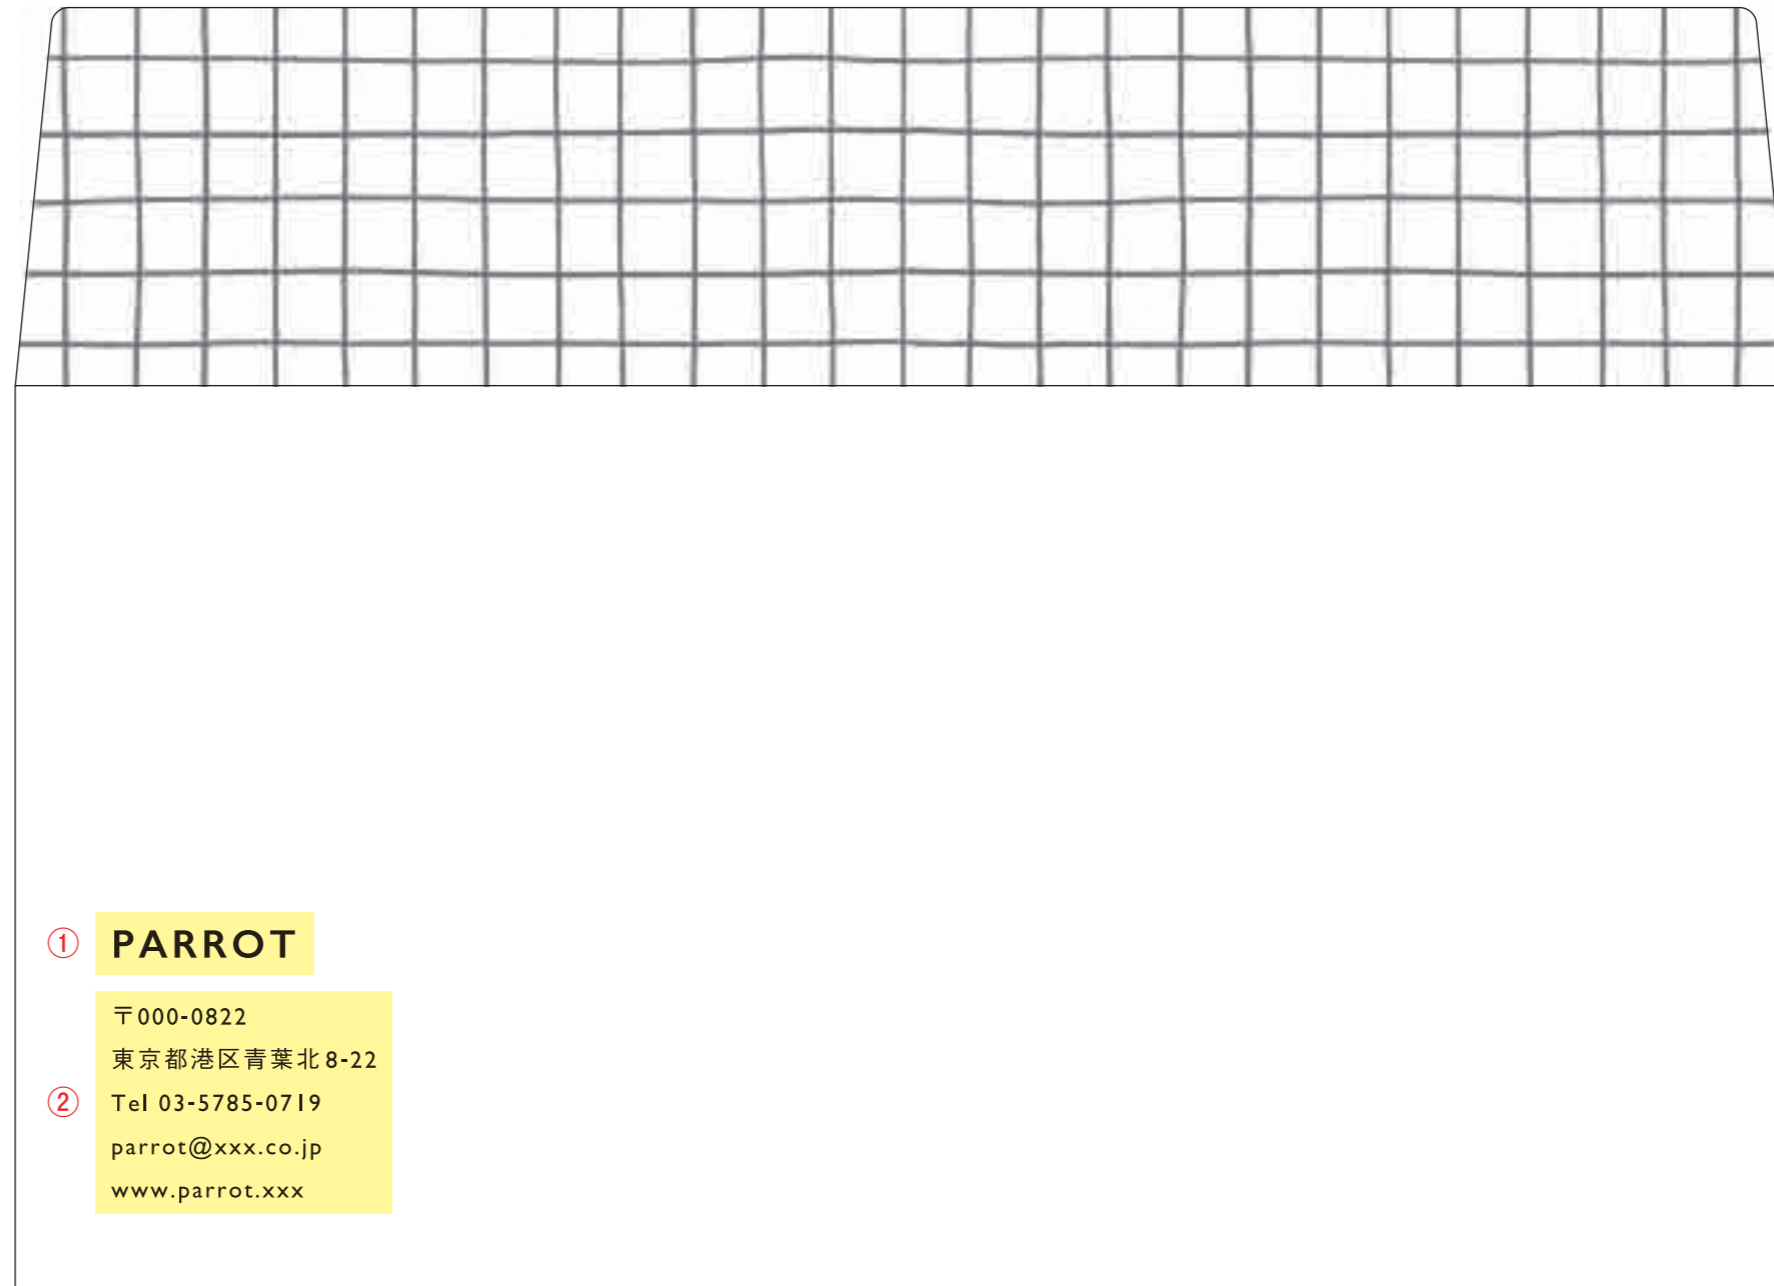 ① PARROT
〒000-0822
東京都港区青葉北8-22
② Tel 03-5785-0719
parrot@xxx.co.jp
www.parrot.xxx